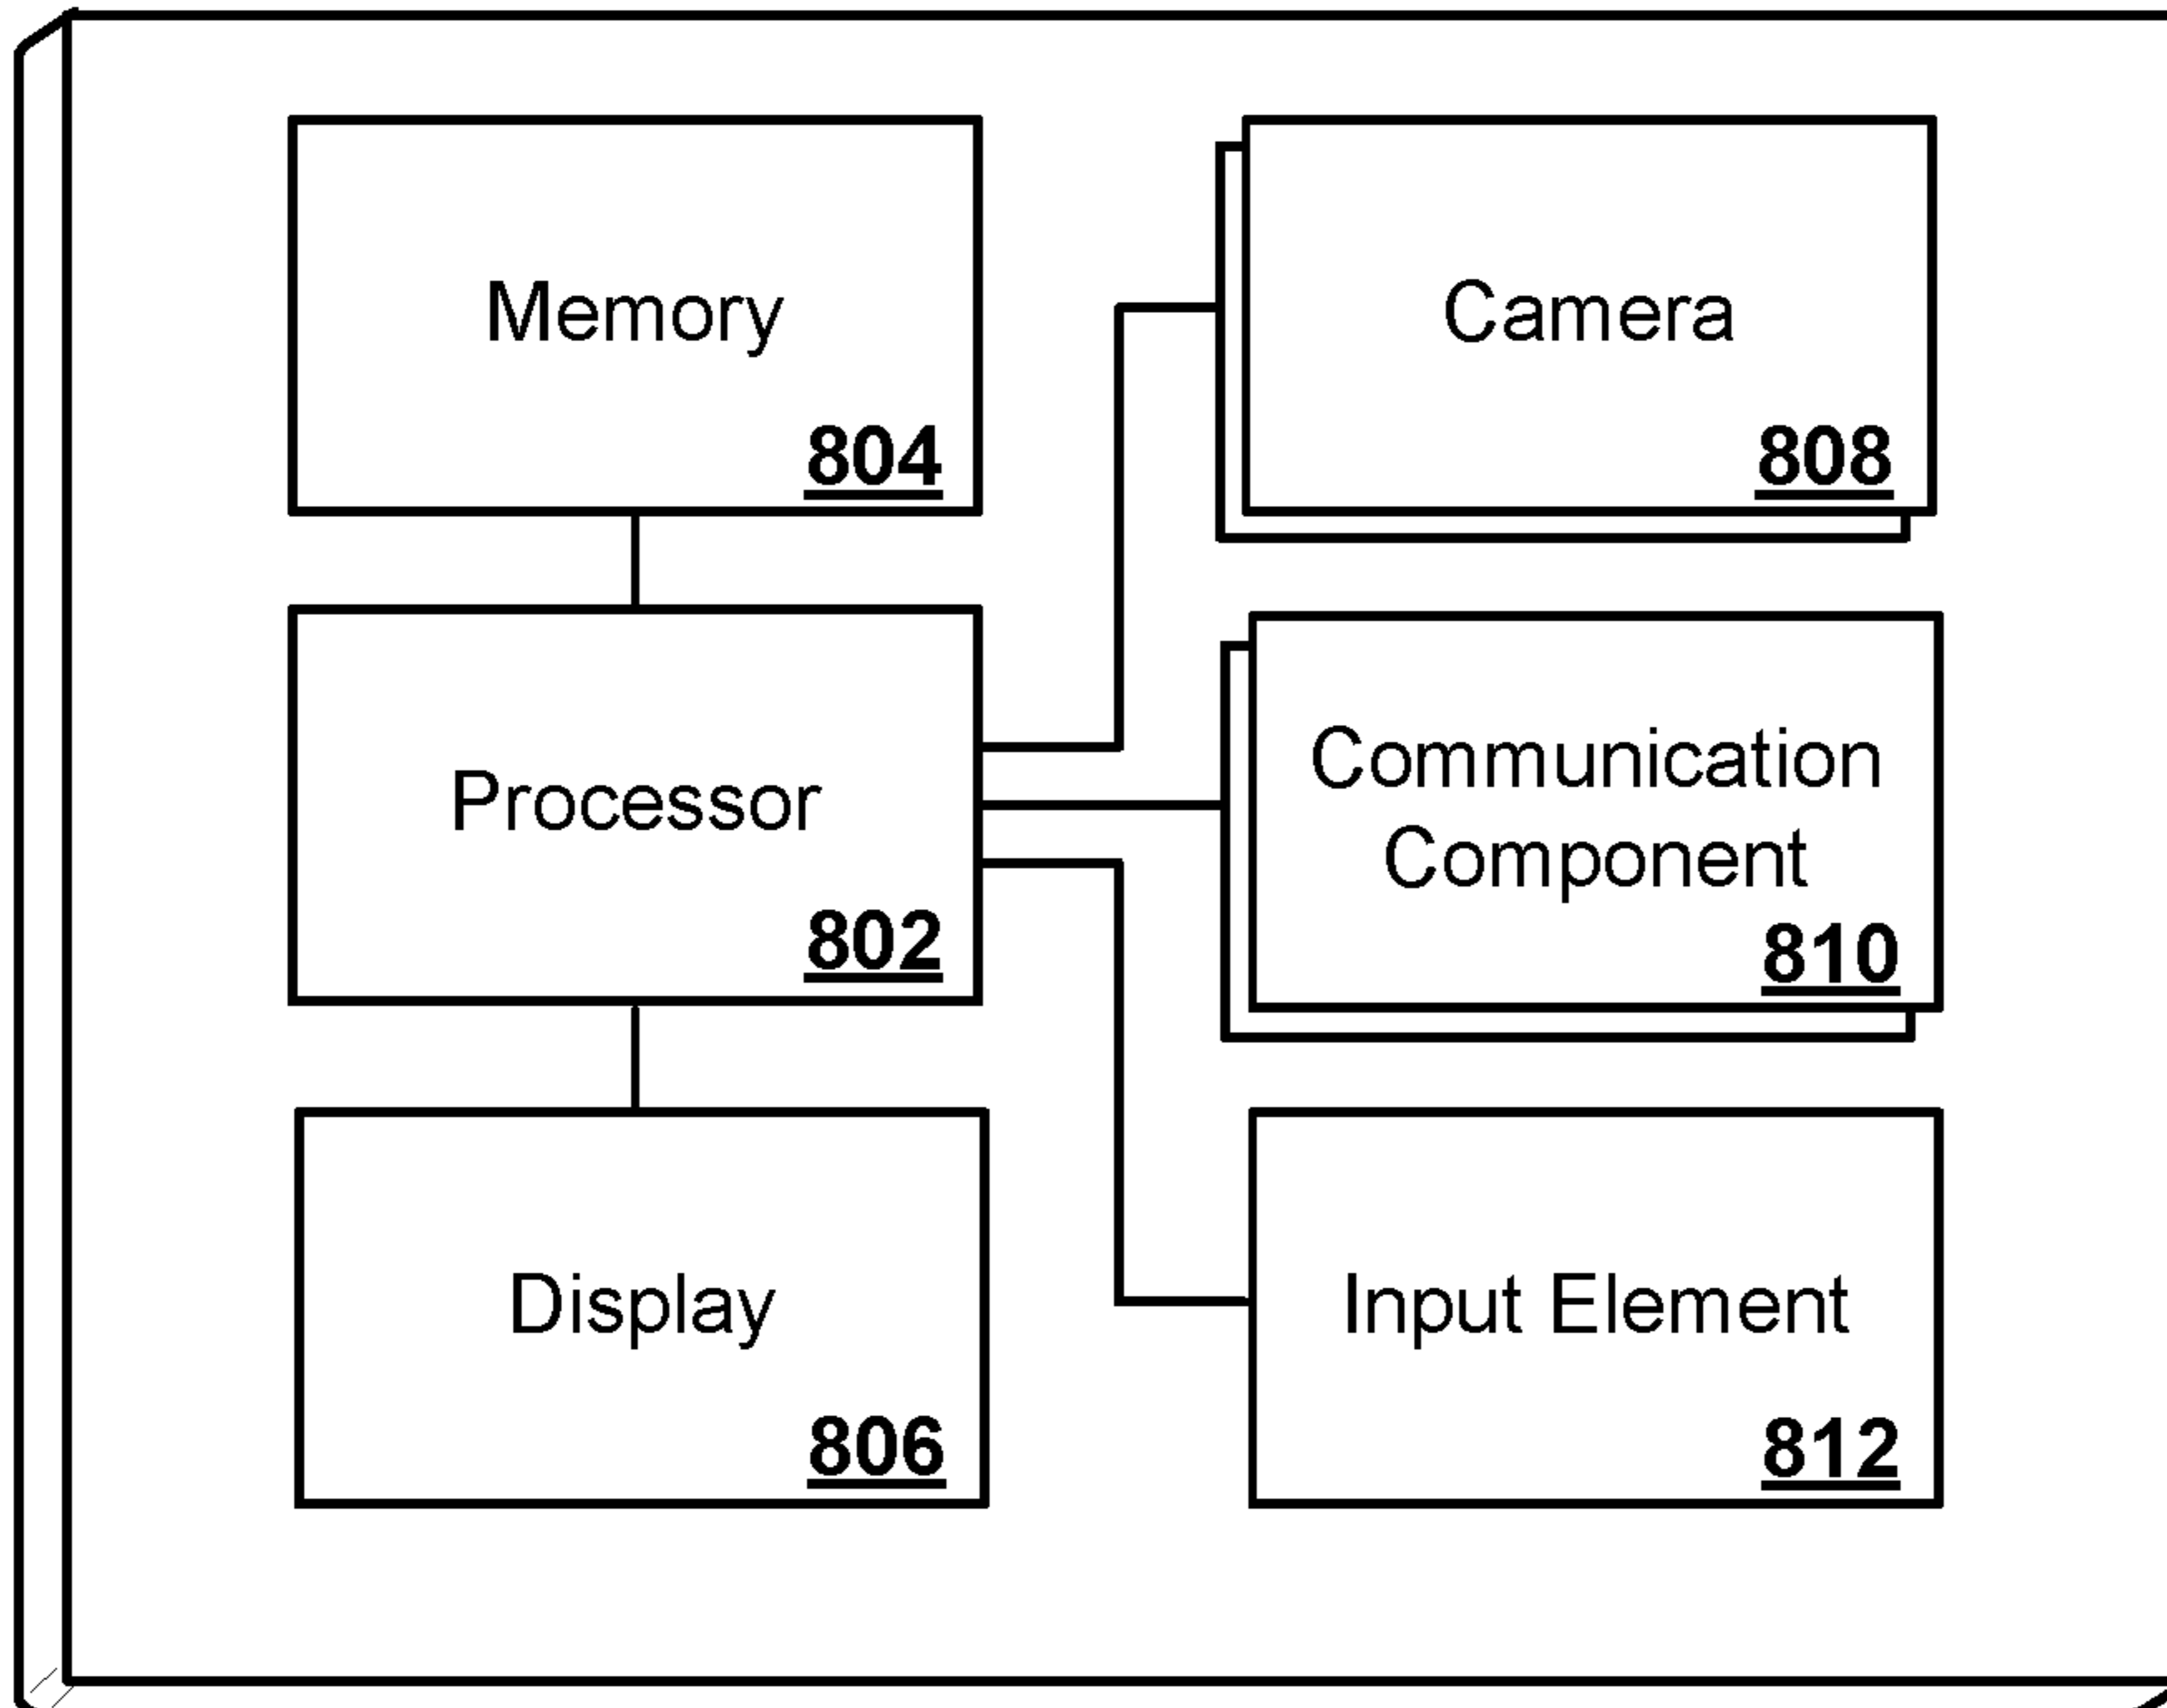 Memory
804
Camera
808
Processor
802
Communication
Component
810
Display
806
Input Element
812